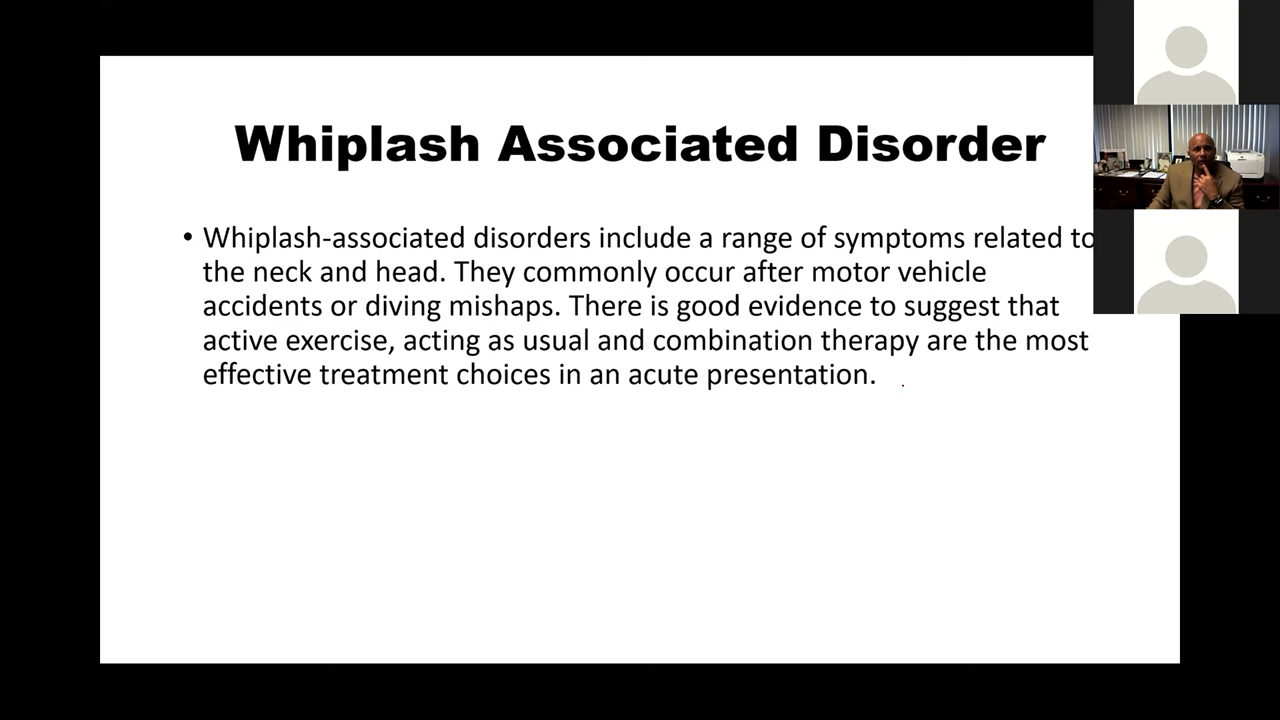 Whiplash Associated Disorder
• Whiplash-associated disorders include a range of symptoms related to
the neck and head. They commonly occur after motor vehicle
accidents or diving mishaps. There is good evidence to suggest that
active exercise, acting as usual and combination therapy are the most
effective treatment choices in an acute presentation.